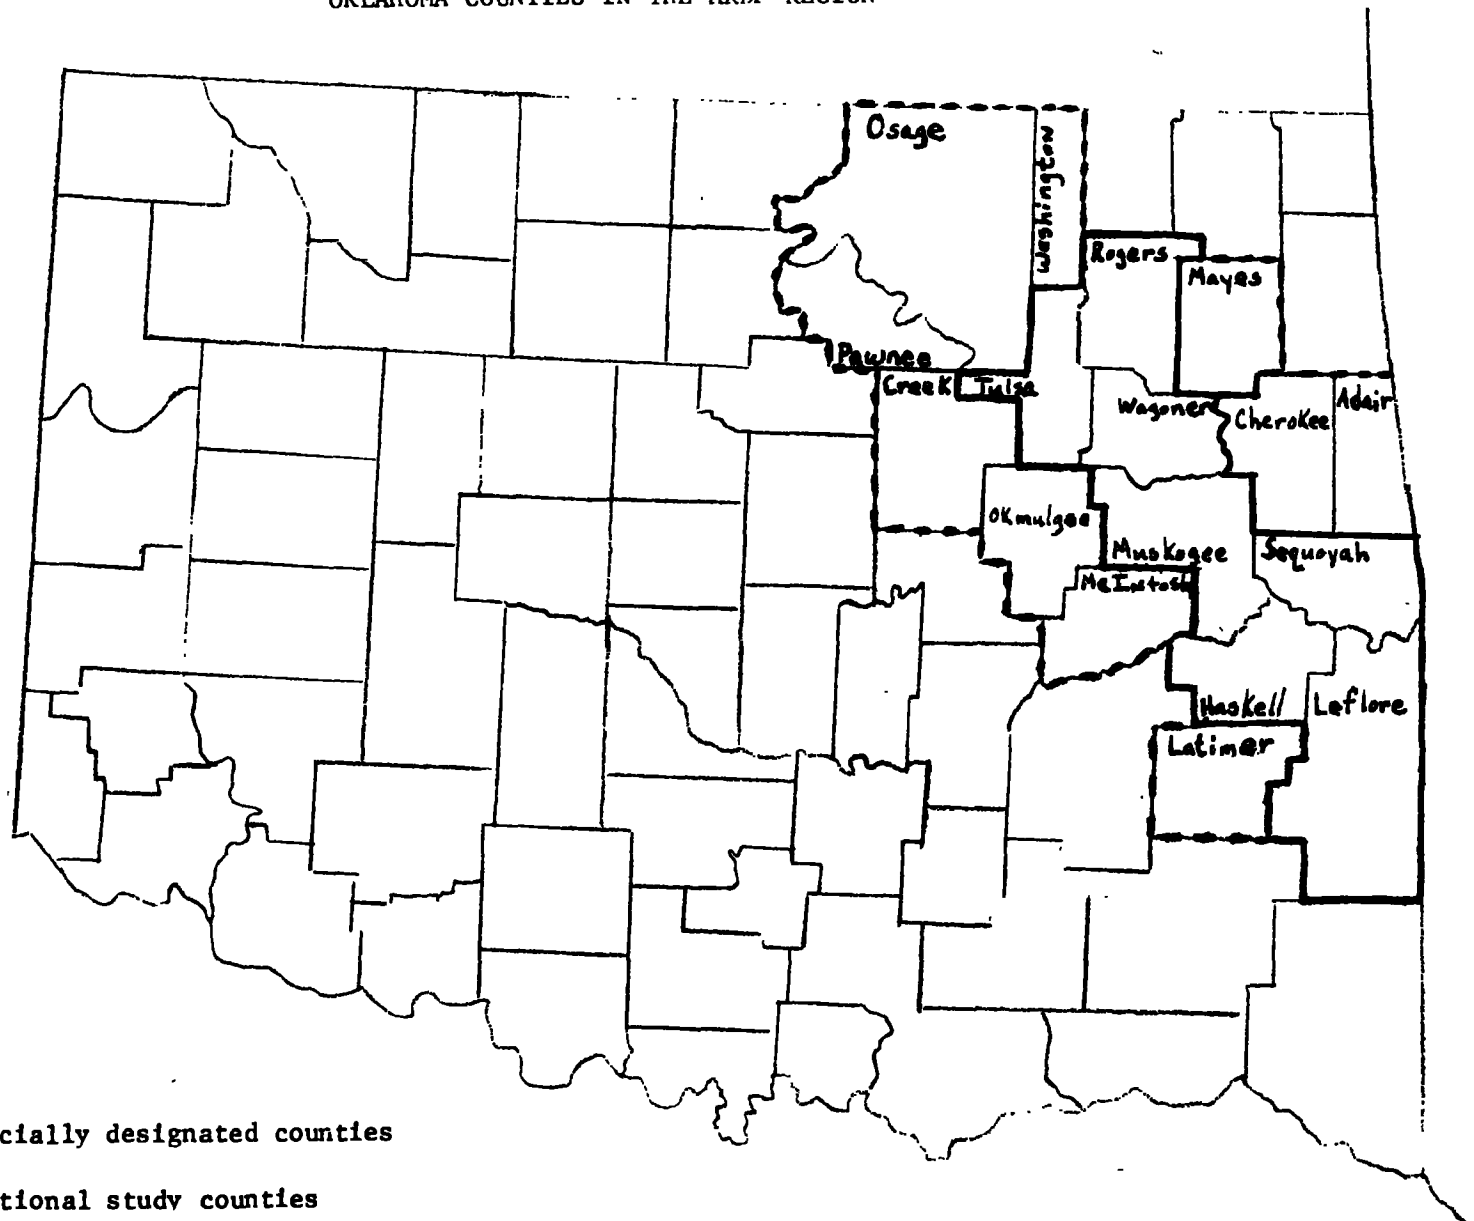 OKLAHOMA COUNTIES IN THE REGION
Osage
Washington
Rogers
Mayes
Pawnee
Creek
Tulsa
Wagoner
Cherokee
Adair
Okmulgee
Muskogee
Sequoyah
McIntosh
Haskell
Leflore
Latimer
cially designated counties
tional study counties